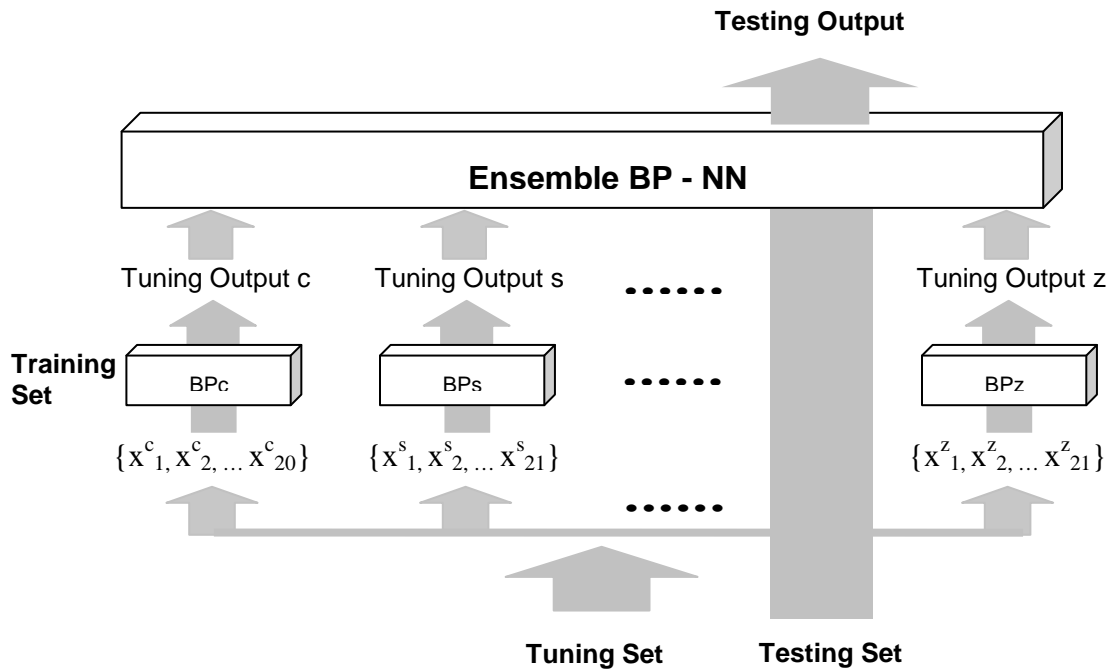 Testing Output
Ensemble BP - NN
Tuning Output c Tuning Output s ...... Tuning Output z
Training
Set
BPc BPs ...... BPz
{x^c_1, x^c_2, ... x^c_20} {x^s_1, x^s_2, ... x^s_21} {x^z_1, x^z_2, ... x^z_21}
......
Tuning Set Testing Set